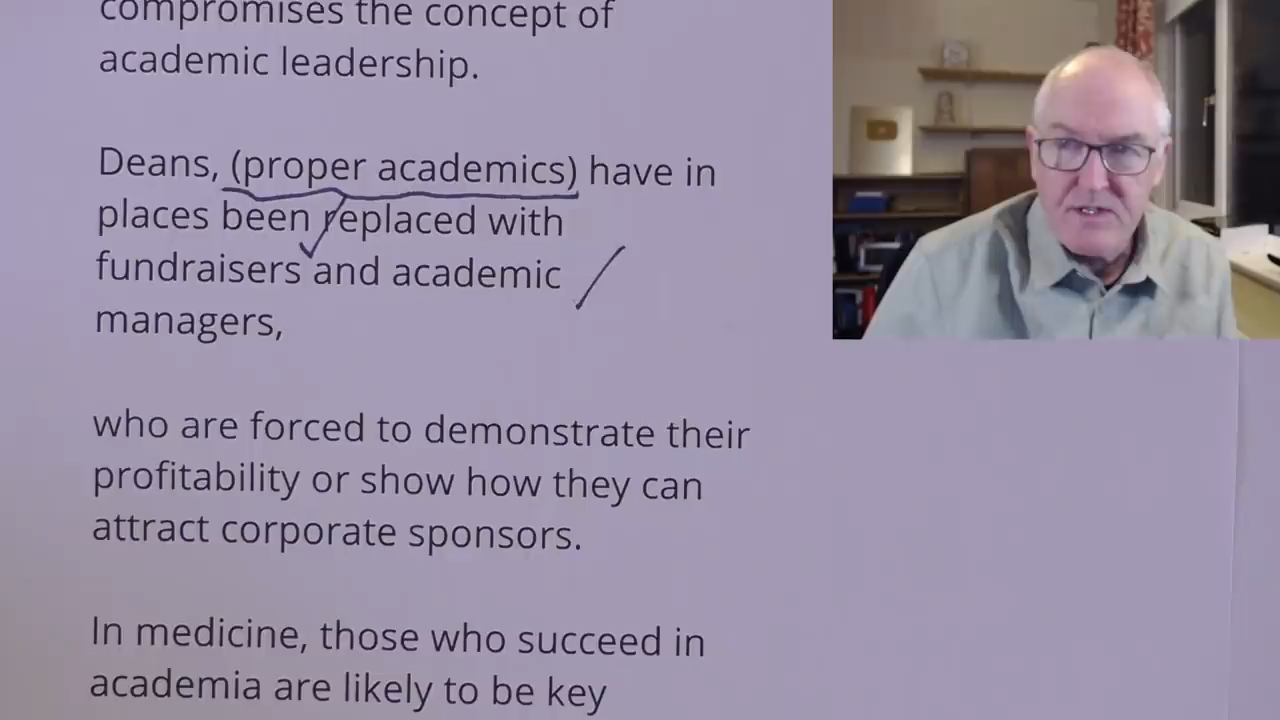 compromises the concept of
academic leadership.
Deans, (proper academics) have in
places been replaced with
fundraisers and academic
managers,
who are forced to demonstrate their
profitability or show how they can
attract corporate sponsors.
In medicine, those who succeed in
academia are likely to be key